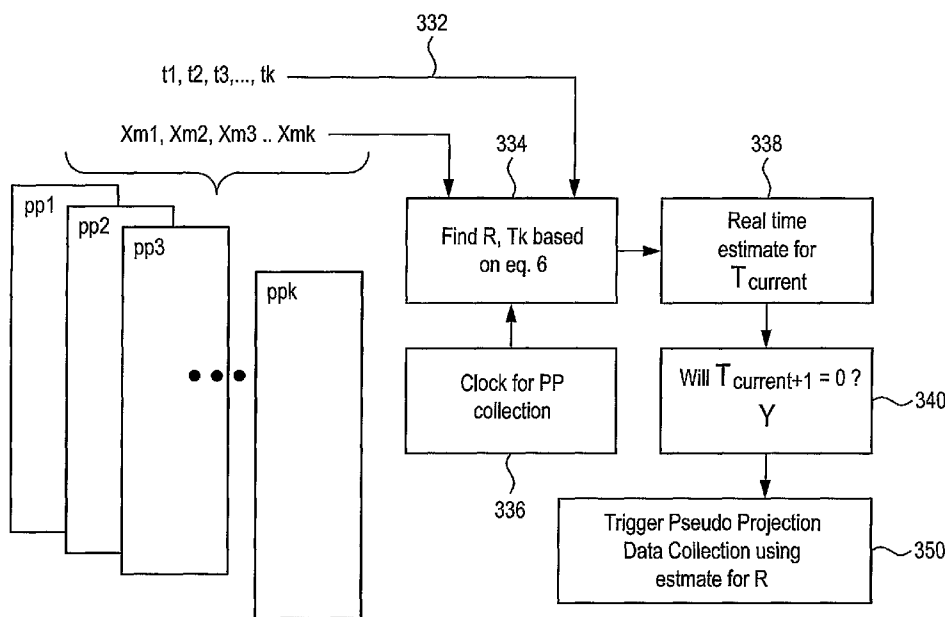 332
t1, t2, t3,..., tk
Xm1, Xm2, Xm3 .. Xmk
334
338
pp1
pp2
pp3
ppk
Find R, Tk based
on eq. 6
Real time
estimate for
Tcurrent
Clock for PP
collection
336
Will Tcurrent+1 = 0 ?
Y
340
Trigger Pseudo Projection
Data Collection using
estmate for R
350